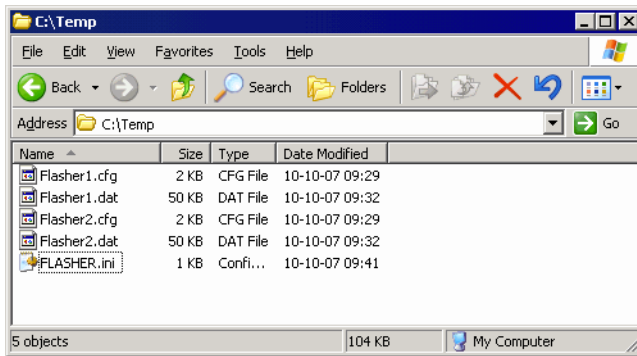 C:\Temp
File Edit View Favorites Tools Help
Back Search Folders
Address C:\Temp Go
Name Size Type Date Modified
Flasher1.cfg 2 KB CFG File 10-10-07 09:29
Flasher1.dat 50 KB DAT File 10-10-07 09:32
Flasher2.cfg 2 KB CFG File 10-10-07 09:29
Flasher2.dat 50 KB DAT File 10-10-07 09:32
FLASHER.ini 1 KB Confi... 10-10-07 09:41
5 objects 104 KB My Computer